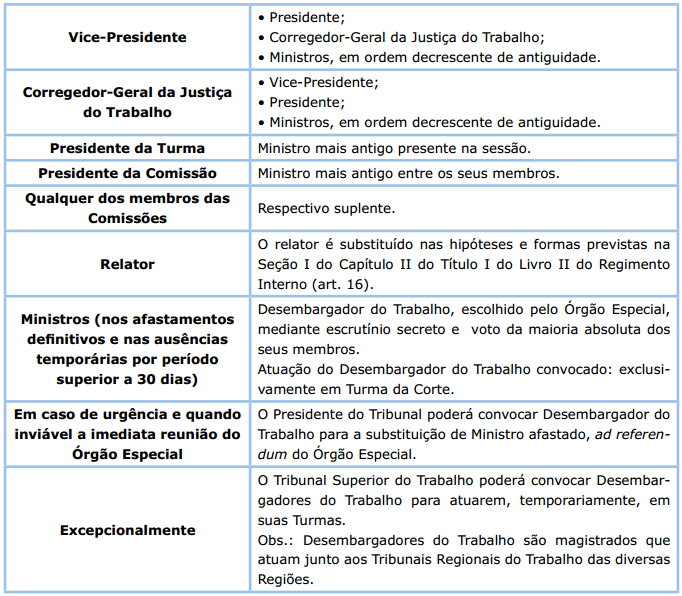 Vice-Presidente
• Presidente;
• Corregedor-Geral da Justiça do Trabalho;
• Ministros, em ordem decrescente de antiguidade.
Corregedor-Geral da Justiça
do Trabalho
• Vice-Presidente;
• Presidente;
• Ministros, em ordem decrescente de antiguidade.
Presidente da Turma
Ministro mais antigo presente na sessão.
Presidente da Comissão
Ministro mais antigo entre os seus membros.
Qualquer dos membros das
Comissões
Respectivo suplente.
Relator
O relator é substituído nas hipóteses e formas previstas na
Seção I do Capítulo II do Título I do Livro II do Regimento
Interno (art. 16).
Ministros (nos afastamentos
definitivos e nas ausências
temporárias por período
superior a 30 dias)
Desembargador do Trabalho, escolhido pelo Órgão Especial,
mediante escrutínio secreto e voto da maioria absoluta dos
seus membros.
Atuação do Desembargador do Trabalho convocado: exclusi-
vamente em Turma da Corte.
Em caso de urgência e quando
inviável a imediata reunião do
Órgão Especial
O Presidente do Tribunal poderá convocar Desembargador do
Trabalho para a substituição de Ministro afastado, ad referen-
dum do Órgão Especial.
Excepcionalmente
O Tribunal Superior do Trabalho poderá convocar Desembar-
gadores do Trabalho para atuarem, temporariamente, em
suas Turmas.
Obs.: Desembargadores do Trabalho são magistrados que
atuam junto aos Tribunais Regionais do Trabalho das diversas
Regiões.